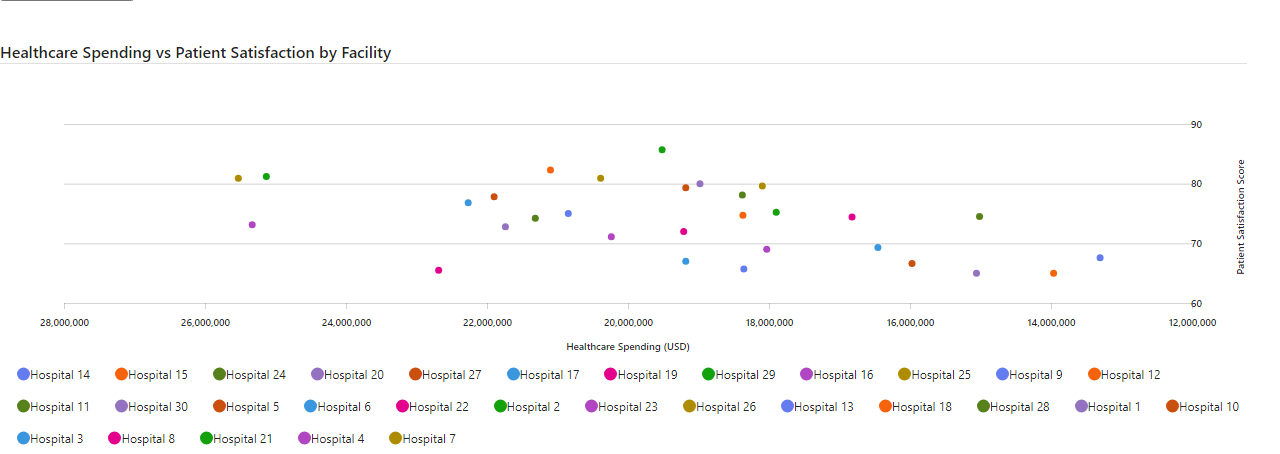 Healthcare Spending vs Patient Satisfaction by Facility
90
80
70
60
Patient Satisfaction Score
28,000,000 26,000,000 24,000,000 22,000,000 20,000,000 18,000,000 16,000,000 14,000,000 12,000,000
Healthcare Spending (USD)
Hospital 14 Hospital 15 Hospital 24 Hospital 20 Hospital 27 Hospital 17 Hospital 19 Hospital 29 Hospital 16 Hospital 25 Hospital 9 Hospital 12
Hospital 11 Hospital 30 Hospital 5 Hospital 6 Hospital 22 Hospital 2 Hospital 23 Hospital 26 Hospital 13 Hospital 18 Hospital 28 Hospital 1 Hospital 10
Hospital 3 Hospital 8 Hospital 21 Hospital 4 Hospital 7